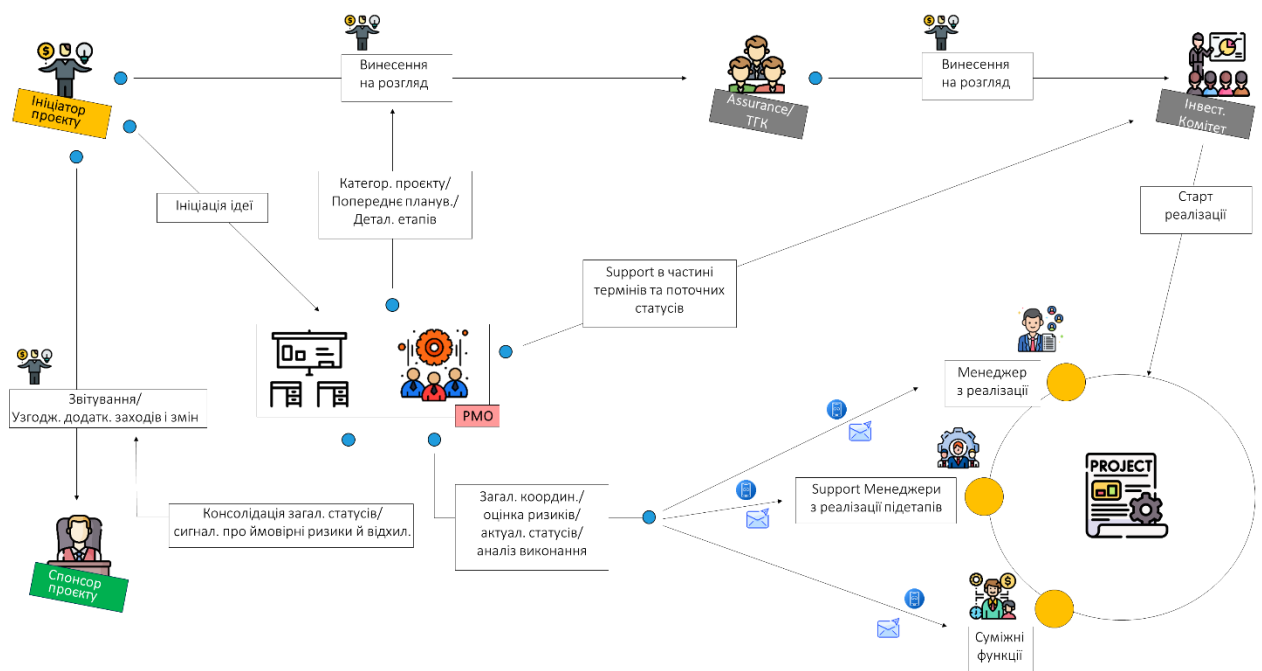 Ініціатор
проєкту
Винесення
на розгляд
Assurance/
ТГК
Винесення
на розгляд
Інвест.
Комітет
Ініціація ідеї
Категор. проєкту/
Попереднє планув./
Детал. етапів
Старт
реалізації
Support в частині
термінів та поточних
статусів
PMO
Звітування/
Узгодж. додатк. заходів і змін
Менеджер
з реалізації
PROJECT
Консолідація загал. статусів/
сигнал. про ймовірні ризики й відхил.
Загал. координ./
оцінка ризиків/
актуал. статусів/
аналіз виконання
Support Менеджери
з реалізації підетапів
Спонсор
проєкту
Суміжні
функції